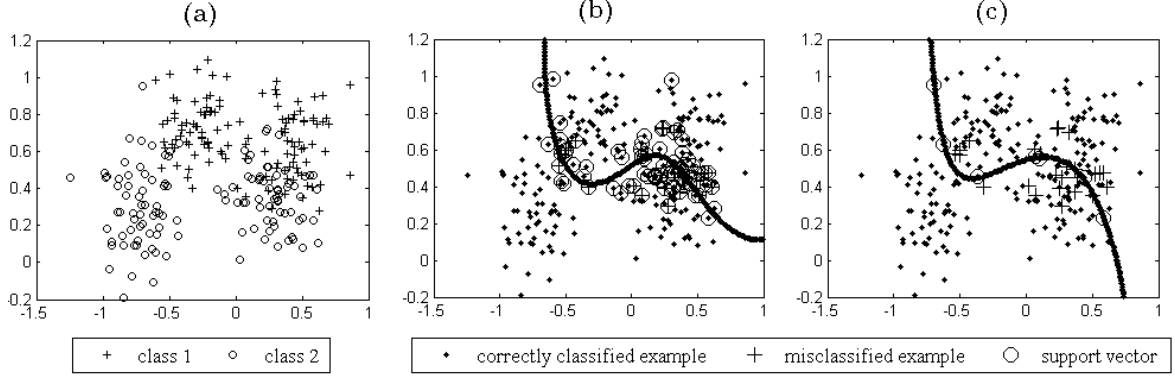 (a) (b) (c)
1.2 1.2 1.2
1 1 1
0.8 0.8 0.8
0.6 0.6 0.6
0.4 0.4 0.4
0.2 0.2 0.2
0 0 0
-0.2 -0.2 -0.2
-1.5 -1 -0.5 0 0.5 1 -1.5 -1 -0.5 0 0.5 1 -1.5 -1 -0.5 0 0.5 1
class 1 class 2 correctly classified example misclassified example support vector